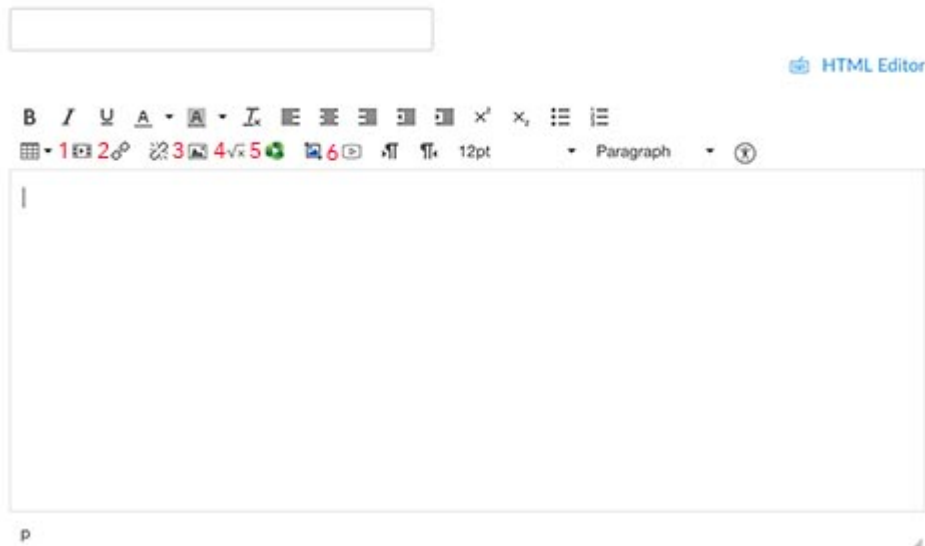 HTML Editor
B I U A A Tx x² x₂
1 2 3 4 √x 5 6 ¶ ¶ 12pt Paragraph
p